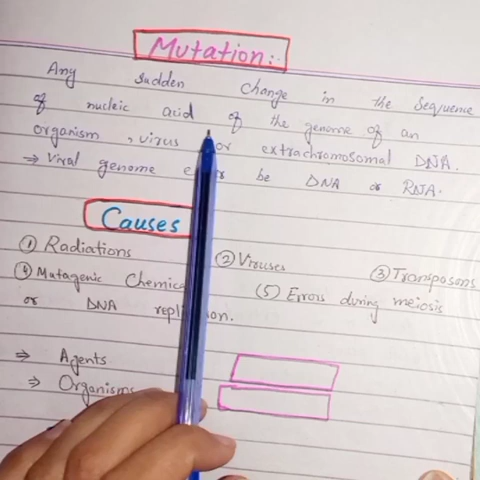 Mutation:-
Any sudden change in the sequence
of nucleic acid of the genome of an
organism, virus or extrachromosomal DNA.
⇒ Viral genome be DNA or RNA.
Causes
① Radiations ② Viruses ③ Transposons
④ Mutagenic ⑤ Errors during meiosis
or DNA
⇒ Agents
⇒ Organisms